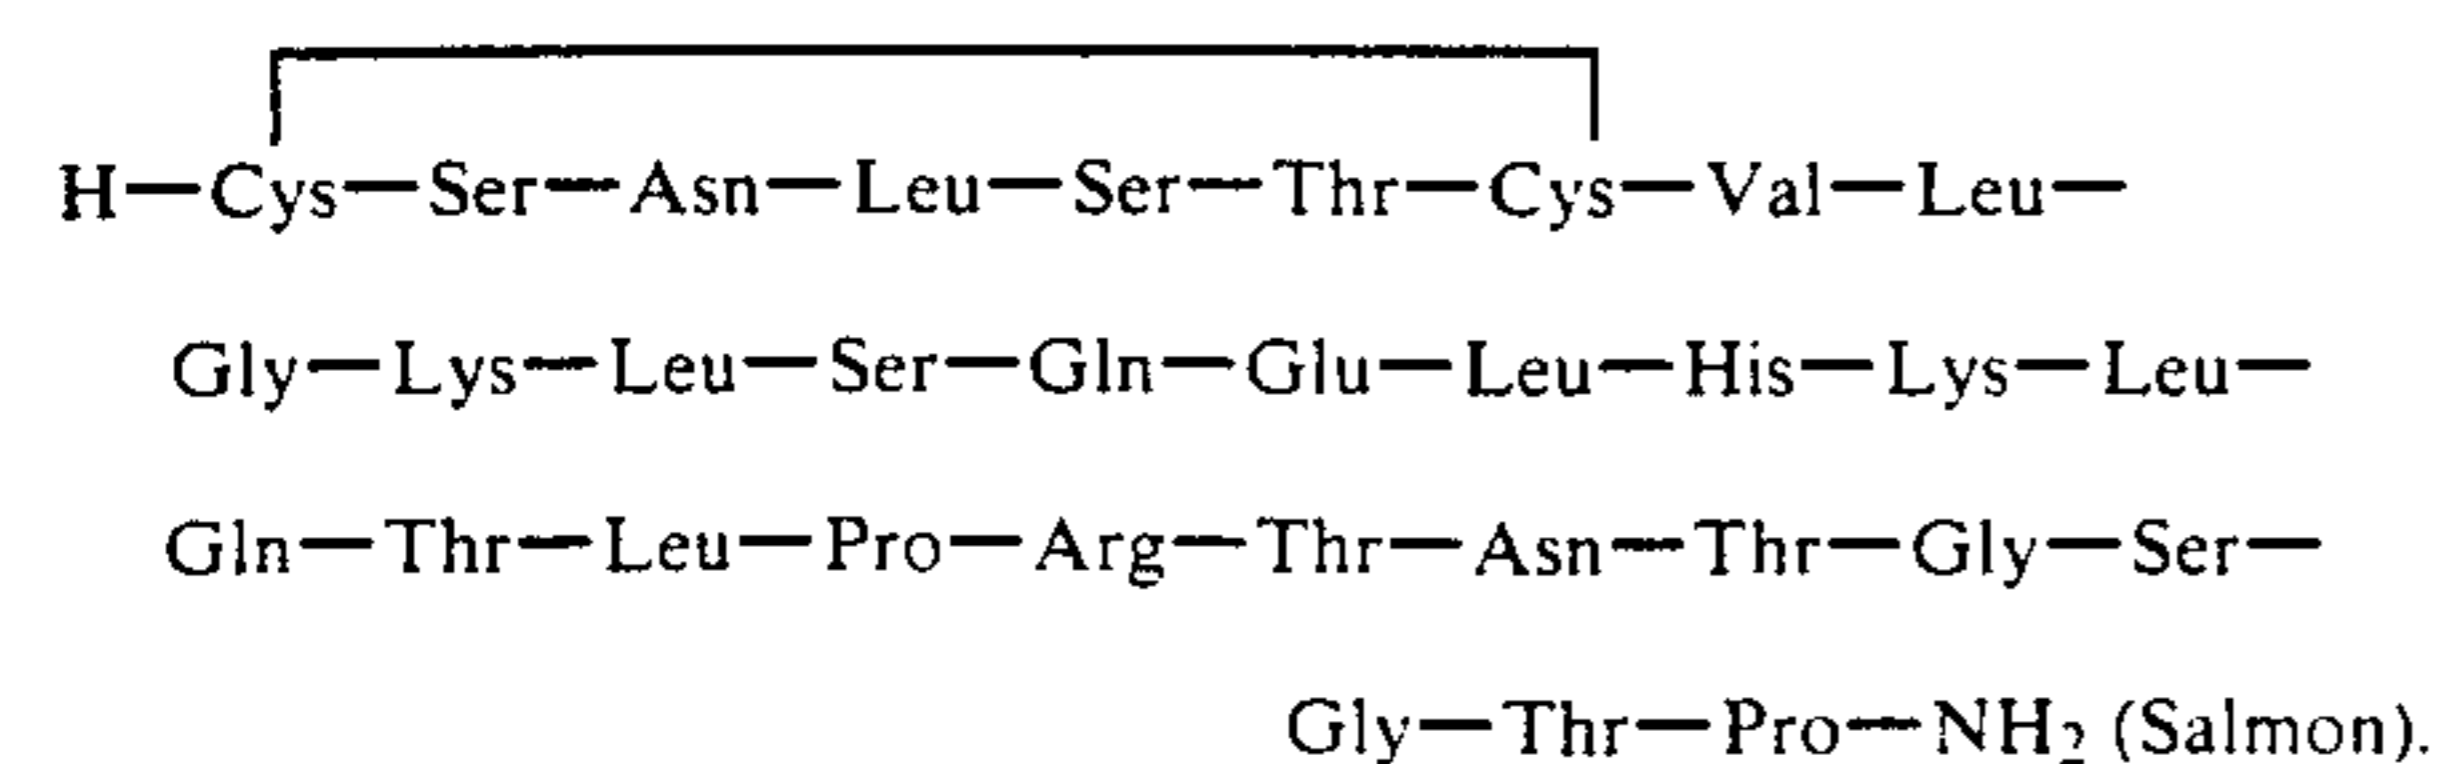 H—Cys—Ser—Asn—Leu—Ser—Thr—Cys—Val—Leu—
Gly—Lys—Leu—Ser—Gln—Glu—Leu—His—Lys—Leu—
Gln—Thr—Leu—Pro—Arg—Thr—Asn—Thr—Gly—Ser—
Gly—Thr—Pro—NH₂ (Salmon).